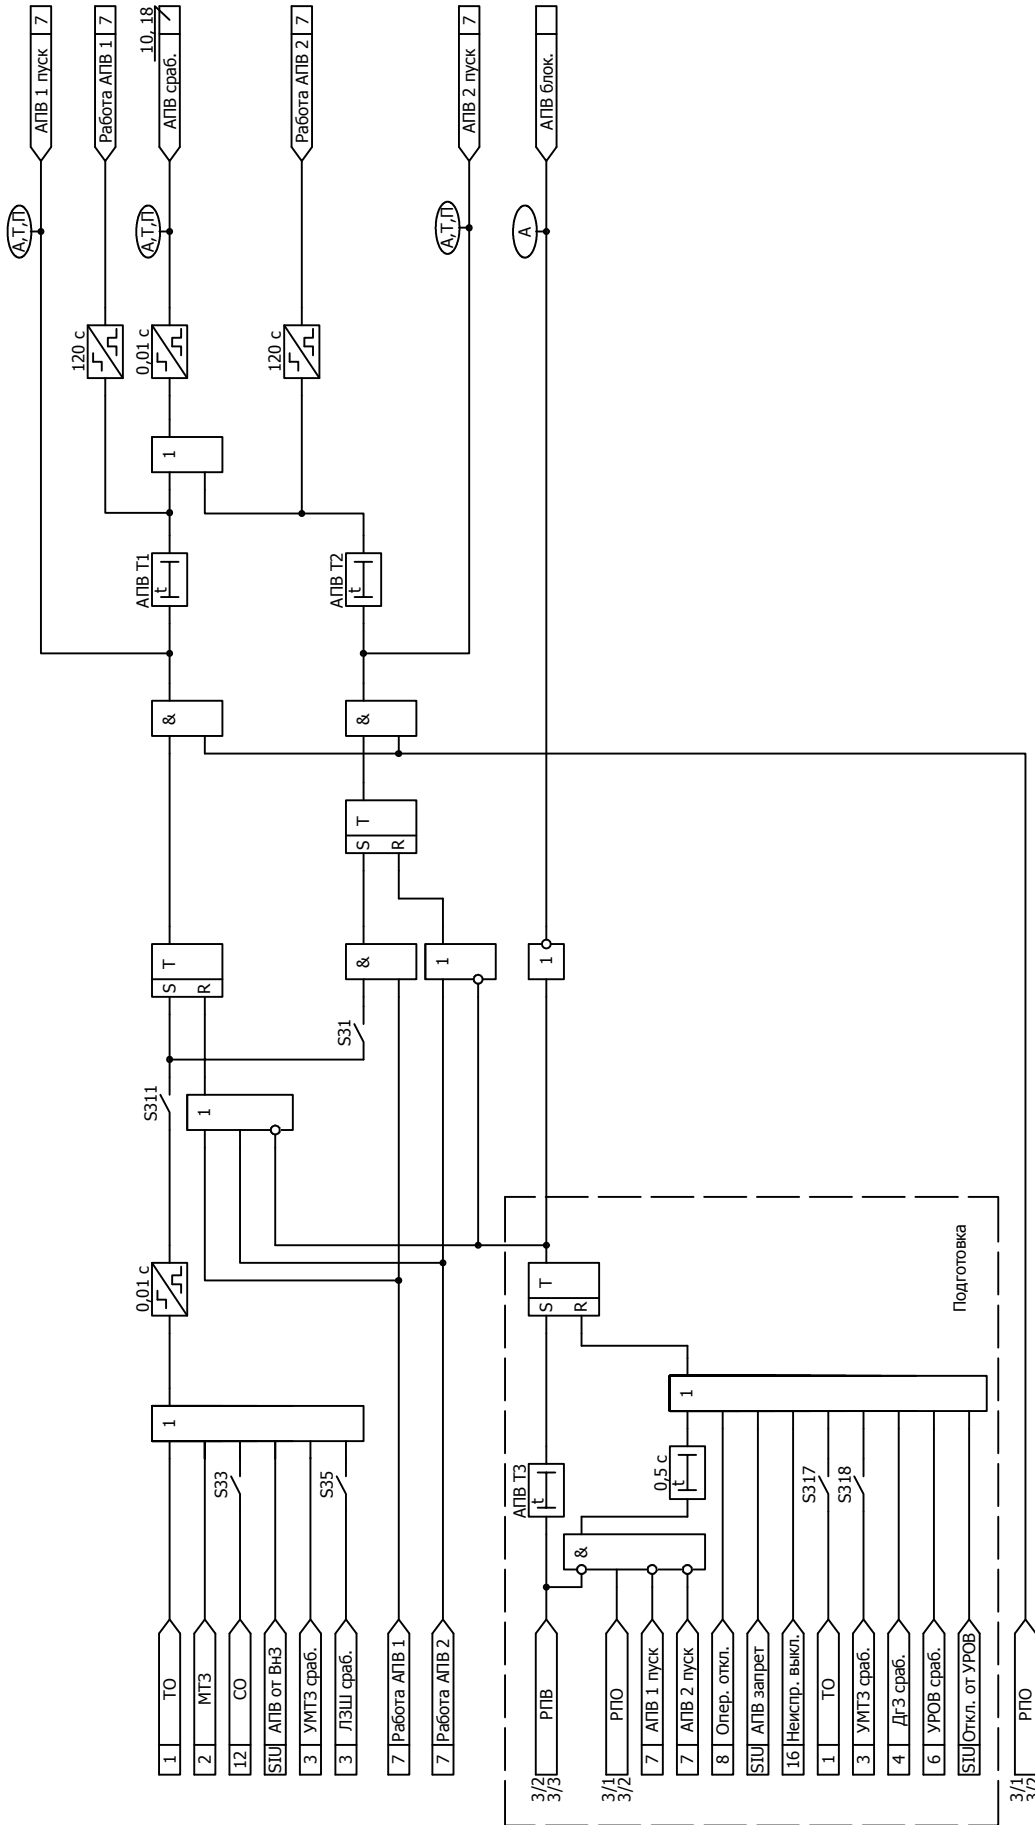 1 ТО
2 МТЗ
12 СО
SIU АПВ от ВнЗ
3 УМТЗ сраб.
3 ЛЗШ сраб.
7 Работа АПВ 1
7 Работа АПВ 2
3/2
3/3
РПВ
3/1
3/2
РПО
7 АПВ 1 пуск
7 АПВ 2 пуск
8 Опер. откл.
SIU АПВ запрет
16 Неиспр. выкл.
1 ТО
3 УМТЗ сраб.
4 ДгЗ сраб.
6 УРОВ сраб.
SIU Откл. от УРОВ
3/1
3/2
РПО
S33
S35
1
0,01 с
S311
1
S T
R
S31
&
1
S T
R
&
&
АПВ Т1
t
АПВ Т2
t
1
120 с
0,01 с
120 с
&
АПВ Т3
t
0,5 с
t
S317
S318
1
S T
R
Подготовка
1
А,Т,П
А,Т,П
А,Т,П
А
АПВ 1 пуск 7
Работа АПВ 1 7
АПВ сраб.
10, 18
Работа АПВ 2 7
АПВ 2 пуск 7
АПВ блок.